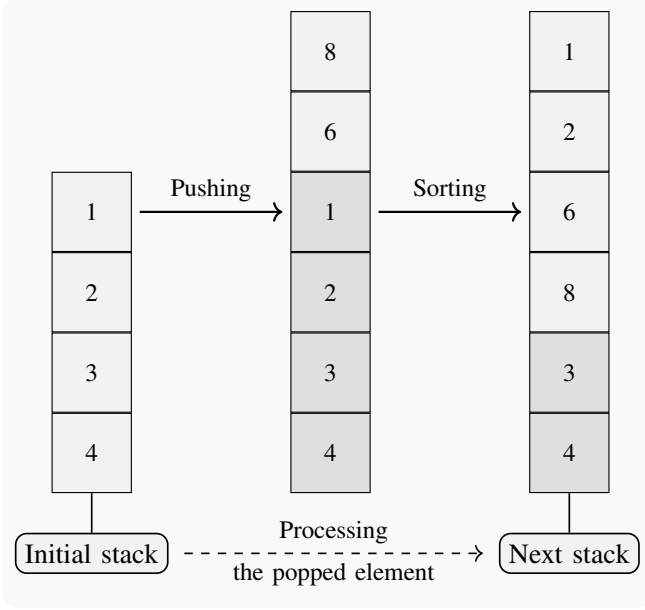 8
1
6
2
1
Pushing
1
Sorting
6
2
2
8
3
3
3
4
4
4
Processing
Initial stack
Next stack
the popped element